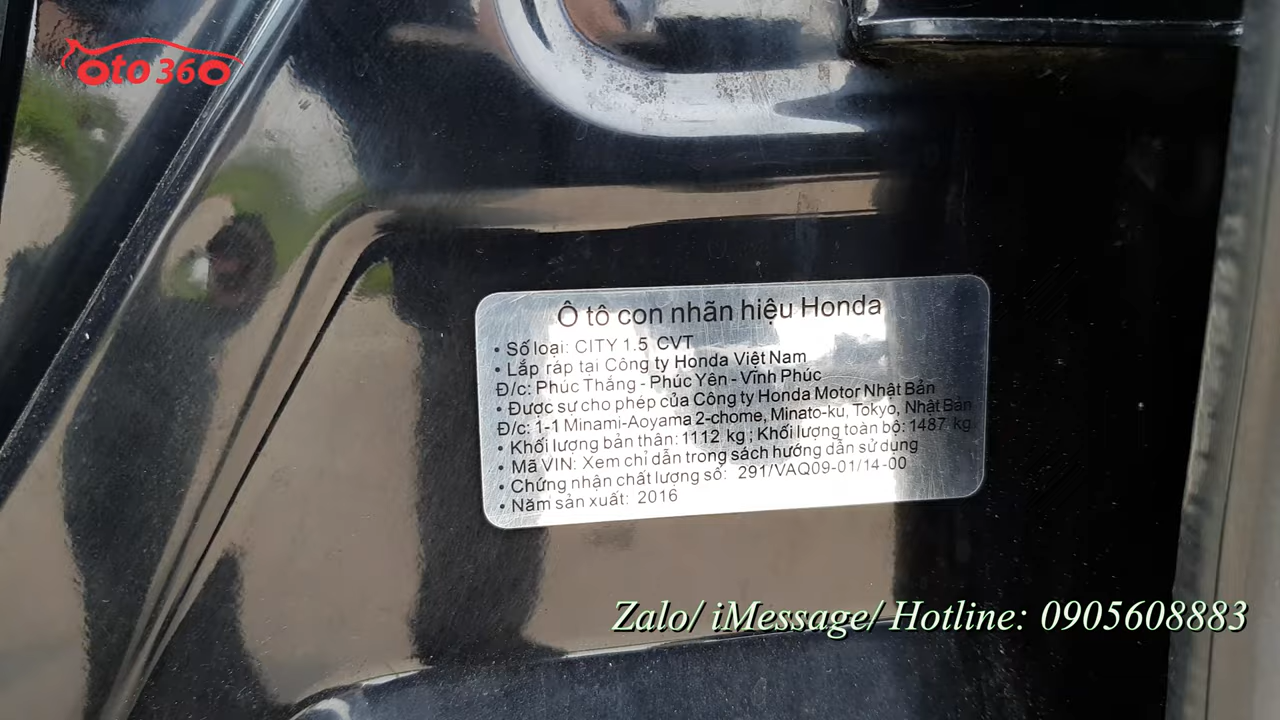 oto360
Ô tô con nhãn hiệu Honda
• Số loại: CITY 1.5 CVT
• Lắp ráp tại Công ty Honda Việt Nam
Đ/c: Phúc Thắng - Phúc Yên - Vĩnh Phúc
• Được sự cho phép của Công ty Honda Motor Nhật Bản
Đ/c: 1-1 Minami-Aoyama 2-chome, Minato-ku, Tokyo, Nhật Bản
• Khối lượng bản thân: 1112 kg ; Khối lượng toàn bộ: 1487 kg
• Mã VIN: Xem chỉ dẫn trong sách hướng dẫn sử dụng
• Chứng nhận chất lượng số: 291/VAQ09-01/14-00
• Năm sản xuất: 2016
Zalo/ iMessage/ Hotline: 0905608883